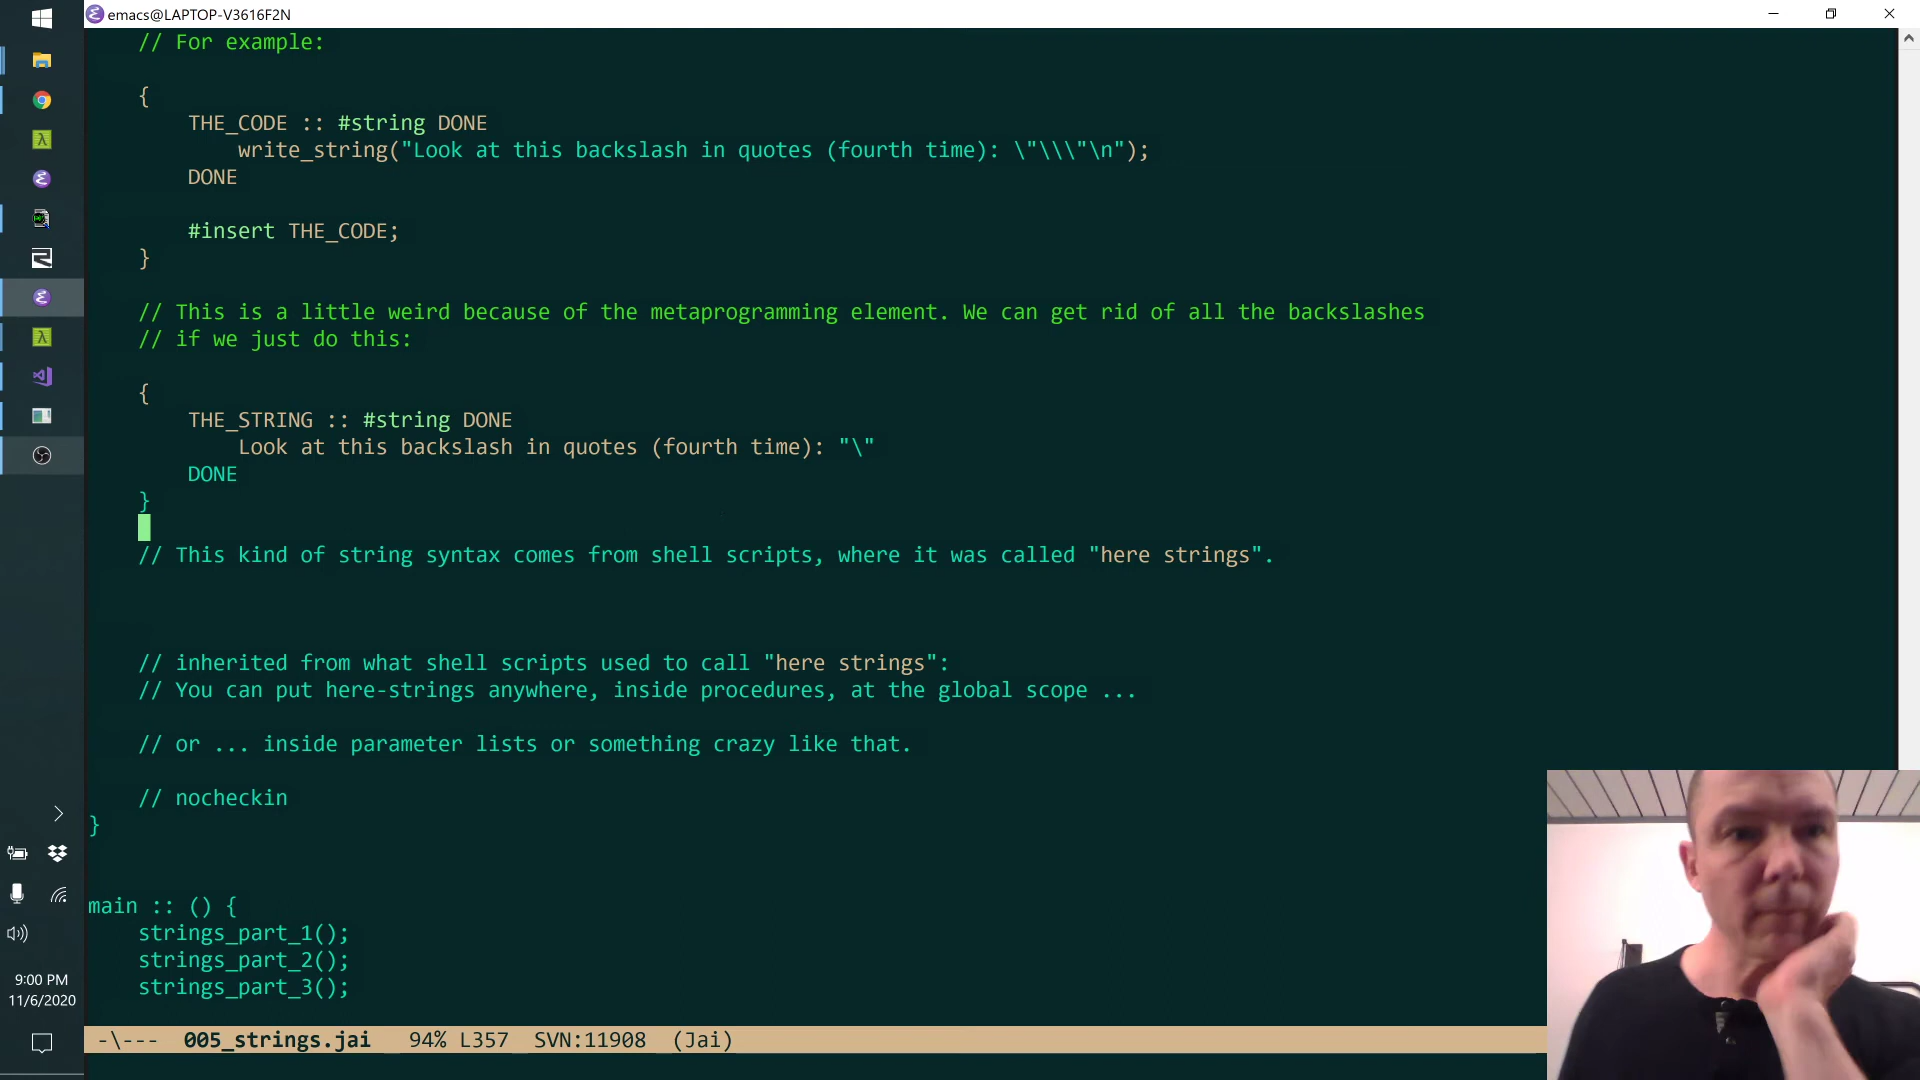 emacs@LAPTOP-V3616F2N
// For example:
{
THE_CODE :: #string DONE
write_string("Look at this backslash in quotes (fourth time): \"\\\"\n");
DONE
#insert THE_CODE;
}
// This is a little weird because of the metaprogramming element. We can get rid of all the backslashes
// if we just do this:
{
THE_STRING :: #string DONE
Look at this backslash in quotes (fourth time): "\"
DONE
}
// This kind of string syntax comes from shell scripts, where it was called "here strings".
// inherited from what shell scripts used to call "here strings":
// You can put here-strings anywhere, inside procedures, at the global scope ...
// or ... inside parameter lists or something crazy like that.
// nocheckin
}
main :: () {
strings_part_1();
strings_part_2();
strings_part_3();
-\--- 005_strings.jai 94% L357 SVN:11908 (Jai)
9:00 PM
11/6/2020